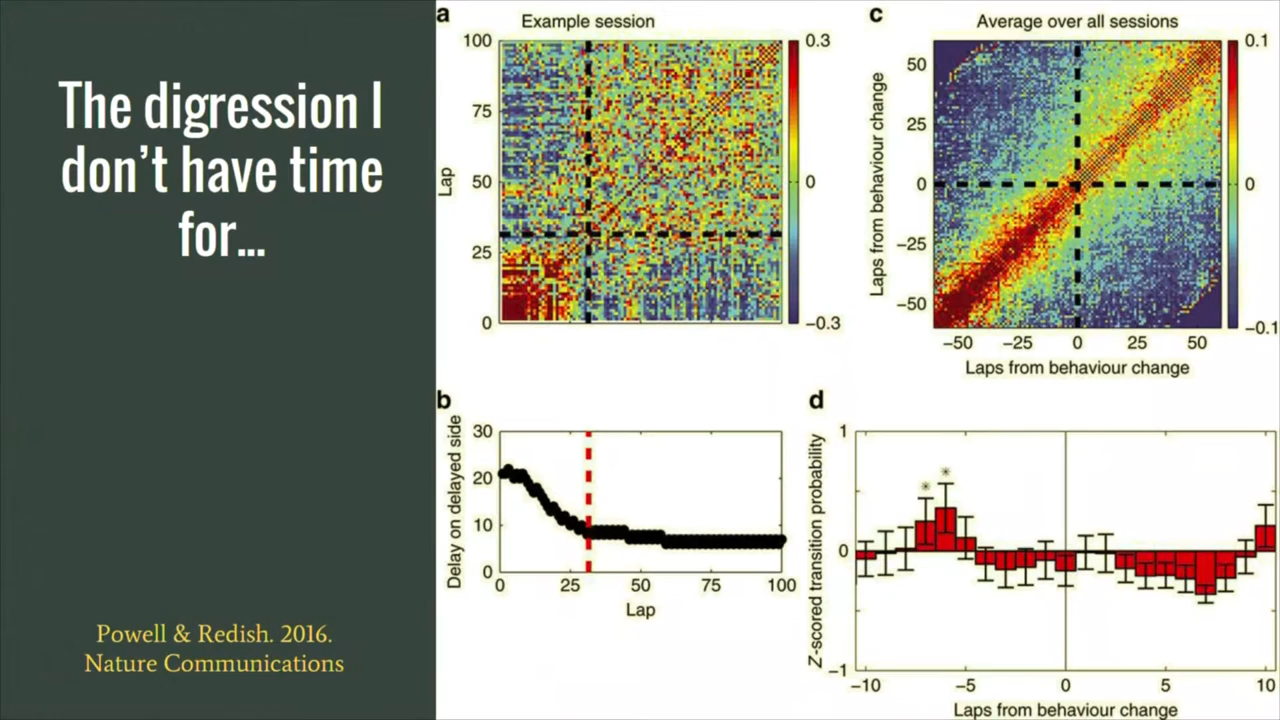 The digression I
don't have time
for...
Powell & Redish. 2016.
Nature Communications
a
Example session
100
75
50
25
0
Lap
0.3
0
−0.3
c
Average over all sessions
50
25
0
−25
−50
Laps from behaviour change
−50
−25
0
25
50
Laps from behaviour change
0.1
0
−0.1
b
30
20
10
0
Delay on delayed side
0
25
50
75
100
Lap
d
1
0
−1
Z-scored transition probability
*
*
−10
−5
0
5
10
Laps from behaviour change